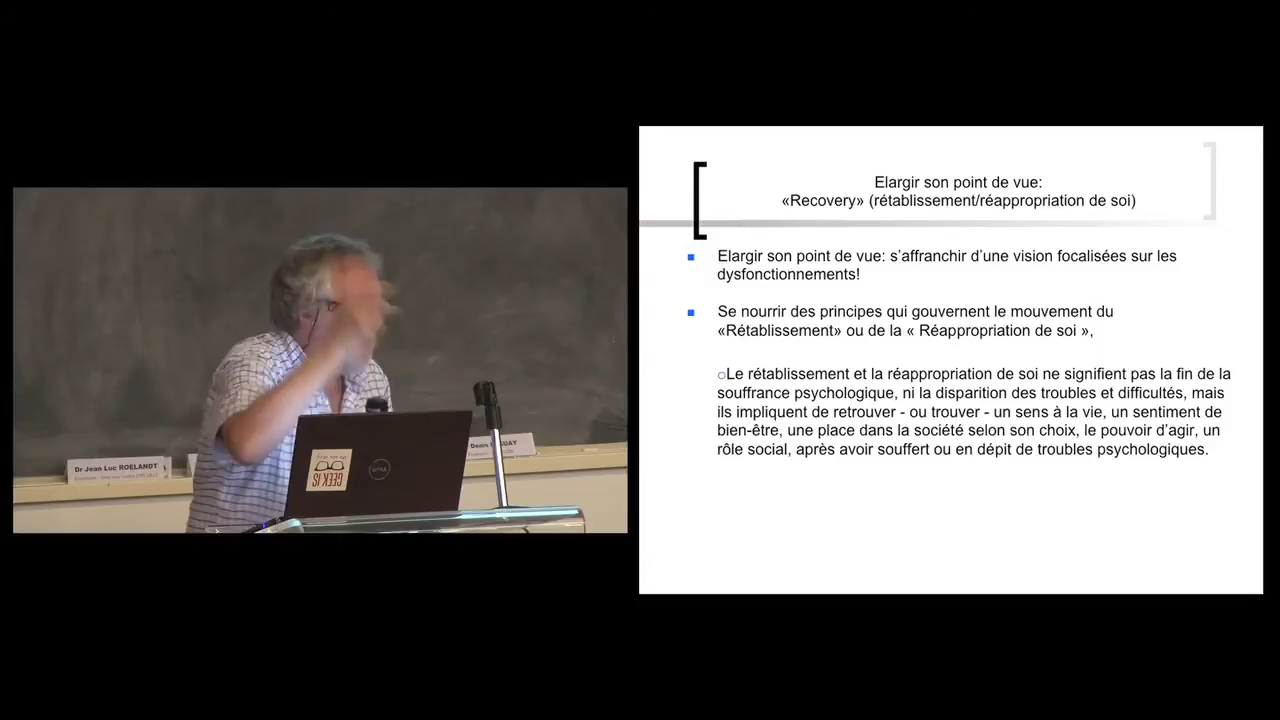 Elargir son point de vue:
«Recovery» (rétablissement/réappropriation de soi)
Elargir son point de vue: s’affranchir d’une vision focalisées sur les
dysfonctionnements!
Se nourrir des principes qui gouvernent le mouvement du
«Rétablissement» ou de la « Réappropriation de soi »,
Le rétablissement et la réappropriation de soi ne signifient pas la fin de la
souffrance psychologique, ni la disparition des troubles et difficultés, mais
ils impliquent de retrouver - ou trouver - un sens à la vie, un sentiment de
bien-être, une place dans la société selon son choix, le pouvoir d’agir, un
rôle social, après avoir souffert ou en dépit de troubles psychologiques.
Dr Jean Luc ROELANDT
Denis
GEEK IS
DELL